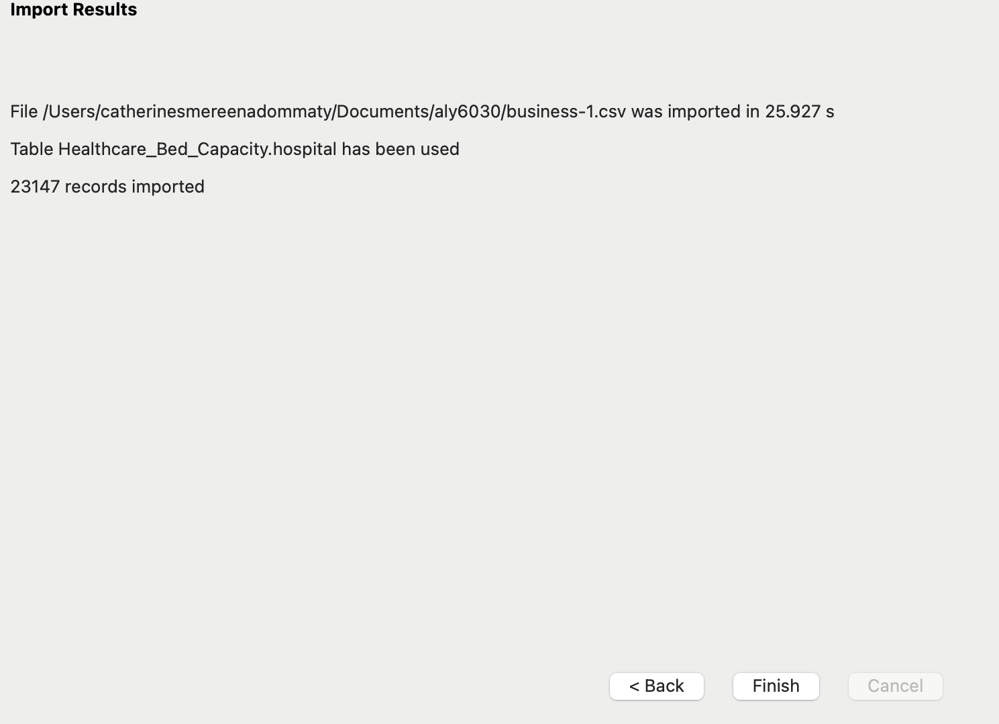 Import Results
File /Users/catherinesmereenadommaty/Documents/aly6030/business-1.csv was imported in 25.927 s
Table Healthcare_Bed_Capacity.hospital has been used
23147 records imported
< Back
Finish
Cancel